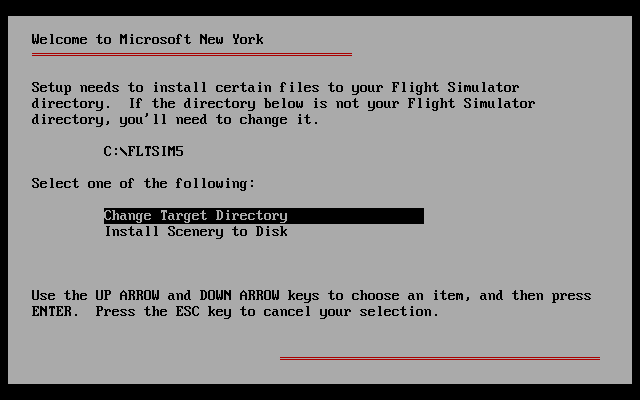 Welcome to Microsoft New York
Setup needs to install certain files to your Flight Simulator
directory.  If the directory below is not your Flight Simulator
directory, you'll need to change it.
C:\FLTSIM5
Select one of the following:
Change Target Directory
Install Scenery to Disk
Use the UP ARROW and DOWN ARROW keys to choose an item, and then press
ENTER.  Press the ESC key to cancel your selection.